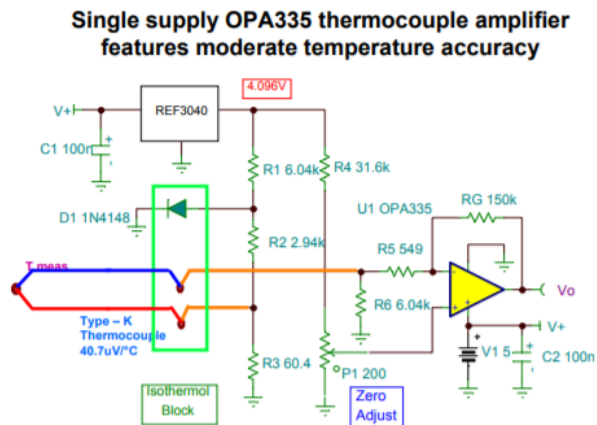 Single supply OPA335 thermocouple amplifier
features moderate temperature accuracy
4.096V
V+
REF3040
C1 100n
+
-
R1 6.04k
R4 31.6k
D1 1N4148
U1 OPA335
RG 150k
R2 2.94k
R5 549
T meas
-
+
Vo
Type – K
Thermocouple
40.7uV/°C
R6 6.04k
V+
R3 60.4
P1 200
V1 5
+
+
-
C2 100n
Isothermol
Block
Zero
Adjust